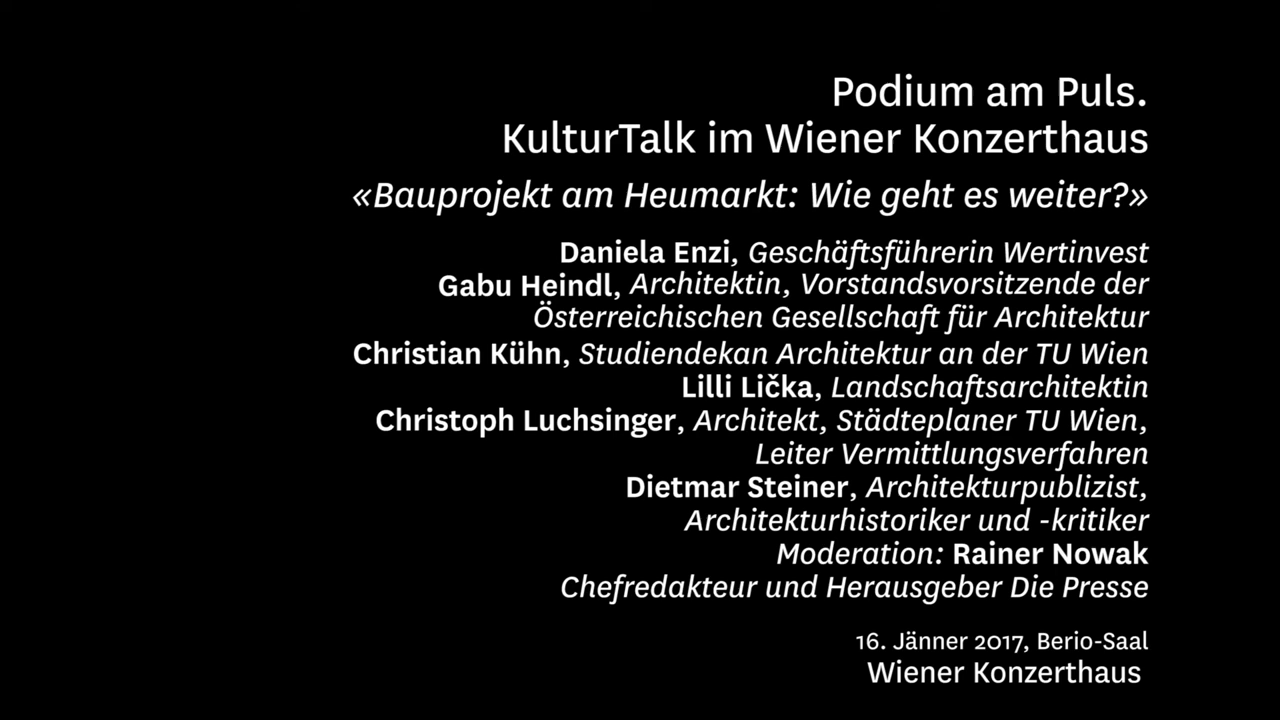 Podium am Puls.
KulturTalk im Wiener Konzerthaus
«Bauprojekt am Heumarkt: Wie geht es weiter?»
Daniela Enzi, Geschäftsführerin Wertinvest
Gabu Heindl, Architektin, Vorstandsvorsitzende der
Österreichischen Gesellschaft für Architektur
Christian Kühn, Studiendekan Architektur an der TU Wien
Lilli Lička, Landschaftsarchitektin
Christoph Luchsinger, Architekt, Städteplaner TU Wien,
Leiter Vermittlungsverfahren
Dietmar Steiner, Architekturpublizist,
Architekturhistoriker und -kritiker
Moderation: Rainer Nowak
Chefredakteur und Herausgeber Die Presse
16. Jänner 2017, Berio-Saal
Wiener Konzerthaus